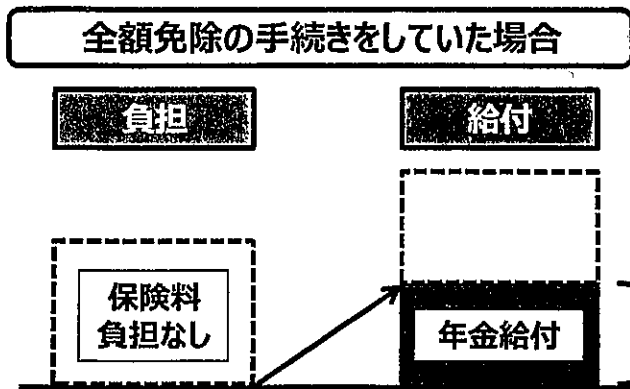 全額免除の手続きをしていた場合
負担
給付
保険料
負担なし
年金給付